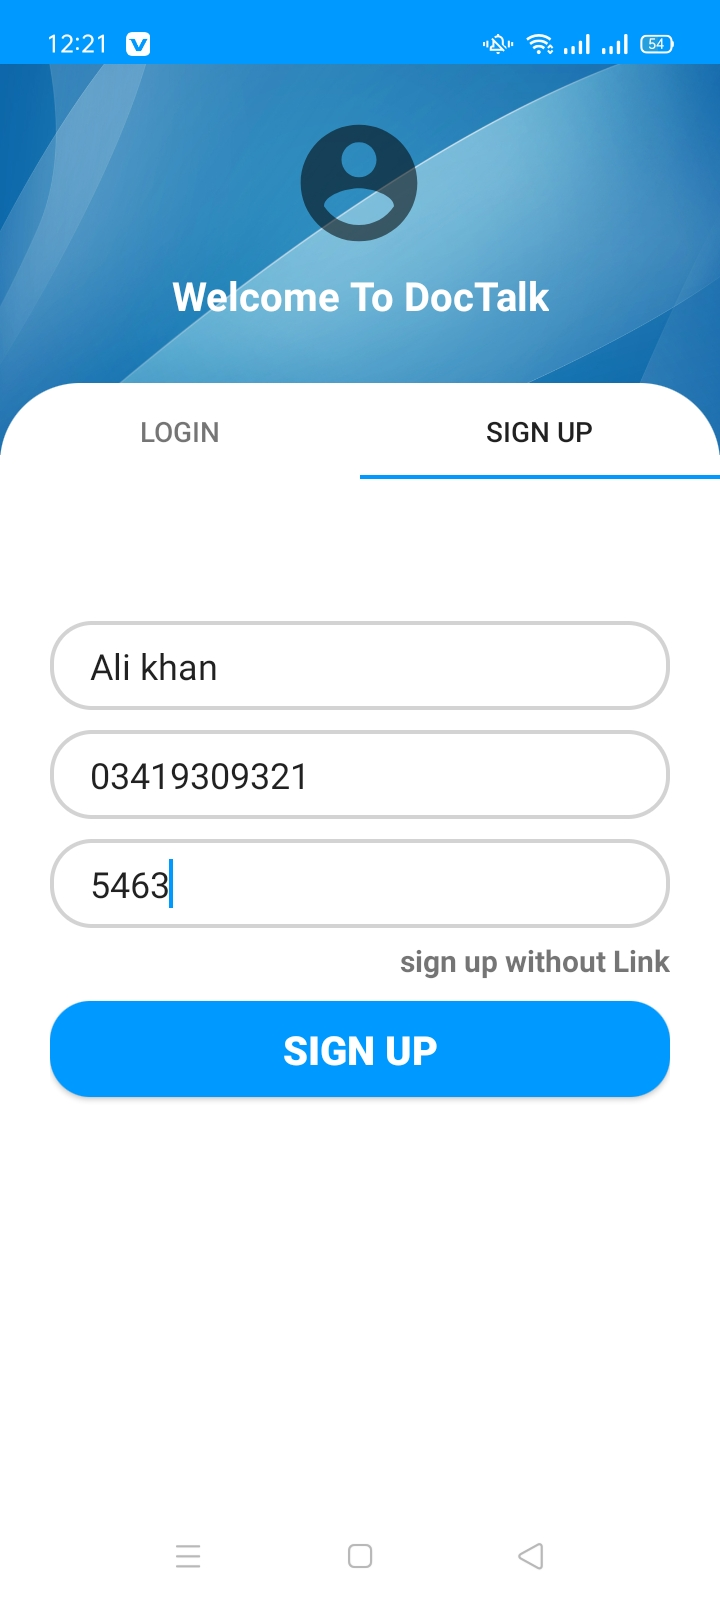 12:21
54
Welcome To DocTalk
LOGIN
SIGN UP
Ali khan
03419309321
5463
sign up without Link
SIGN UP